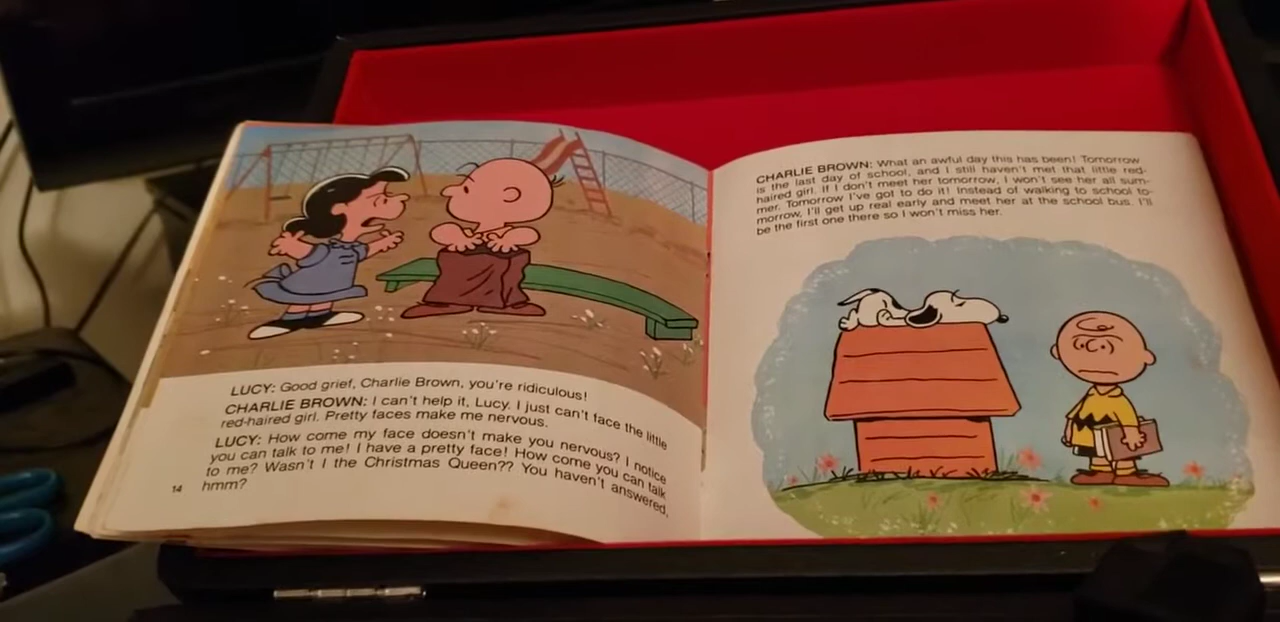 LUCY: Good grief, Charlie Brown, you're ridiculous!
CHARLIE BROWN: I can't help it, Lucy. I just can't face the little
red-haired girl. Pretty faces make me nervous.
LUCY: How come my face doesn't make you nervous? I notice
you can talk to me! I have a pretty face! How come you can talk
to me? Wasn't I the Christmas Queen?? You haven't answered,
hmm?
14
CHARLIE BROWN: What an awful day this has been! Tomorrow
is the last day of school, and I still haven't met that little red-
haired girl. If I don't meet her tomorrow, I won't see her all sum-
mer. Tomorrow I've got to do it! Instead of walking to school to-
morrow, I'll get up real early and meet her at the school bus. I'll
be the first one there so I won't miss her.